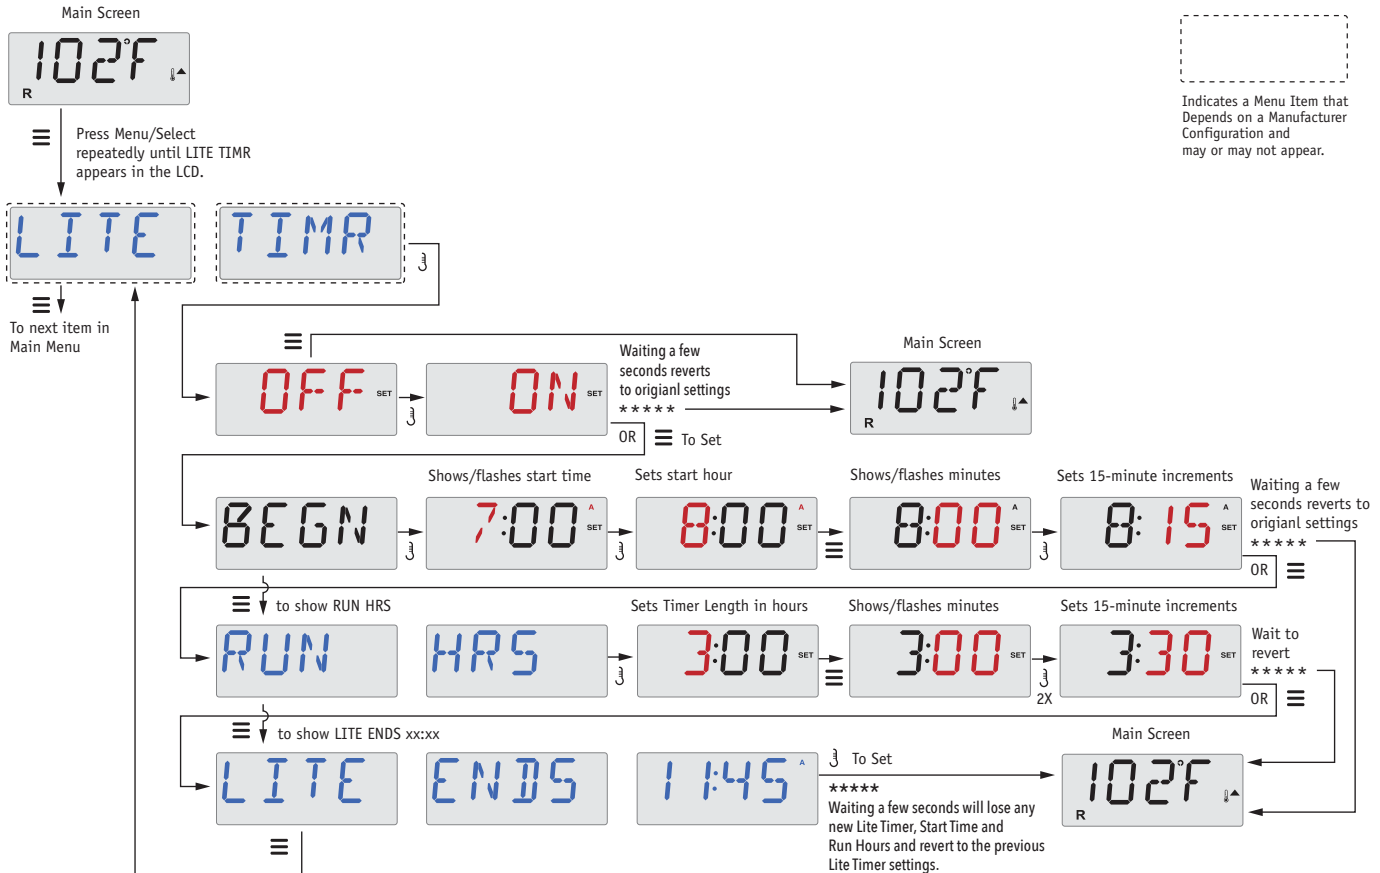 Main Screen
102°F
R
Indicates a Menu Item that
Depends on a Manufacturer
Configuration and
may or may not appear.
Press Menu/Select
repeatedly until LITE TIMR
appears in the LCD.
LITE
TIMR
To next item in
Main Menu
OFF SET
ON SET
Waiting a few
seconds reverts
to origianl settings
*****
OR
To Set
Main Screen
102°F
R
Shows/flashes start time
Sets start hour
Shows/flashes minutes
Sets 15-minute increments
BEGN
7:00 A SET
8:00 A SET
8:00 A SET
8:15 A SET
Waiting a few
seconds reverts to
origianl settings
*****
OR
to show RUN HRS
Sets Timer Length in hours
Shows/flashes minutes
Sets 15-minute increments
RUN
HRS
3:00 SET
3:00 SET
2X
3:30 SET
Wait to
revert
*****
OR
to show LITE ENDS xx:xx
LITE
ENDS
11:45 A
To Set
*****
Waiting a few seconds will lose any
new Lite Timer, Start Time and
Run Hours and revert to the previous
Lite Timer settings.
Main Screen
102°F
R